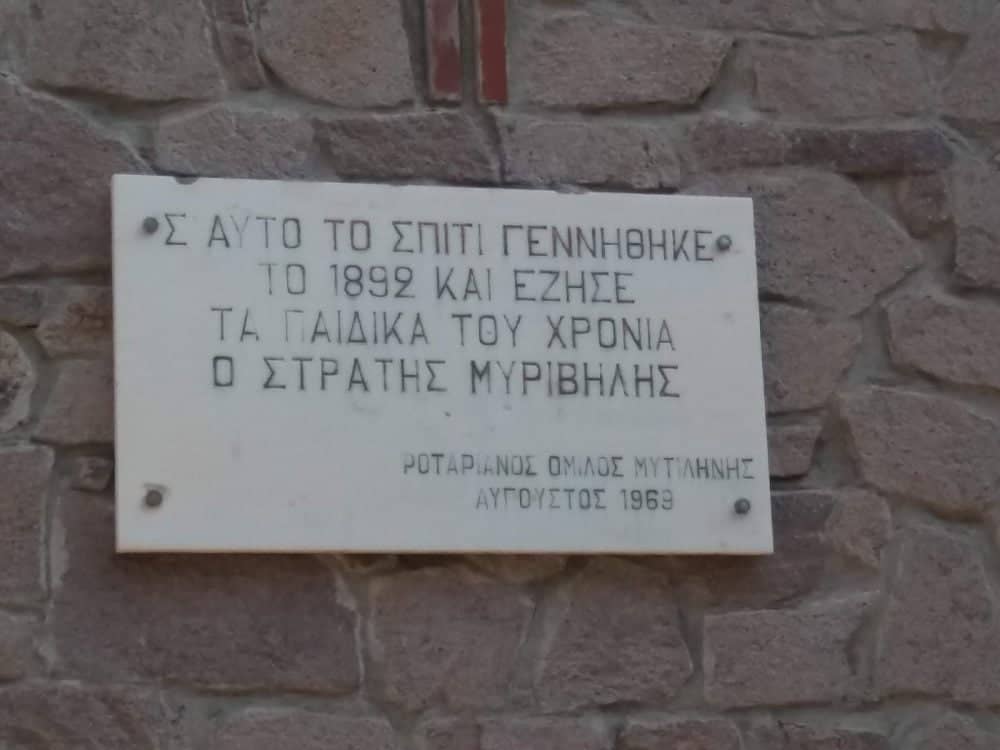 Σ ΑΥΤΟ ΤΟ ΣΠΙΤΙ ΓΕΝΝΗΘΗΚΕ
ΤΟ 1892 ΚΑΙ ΕΖΗΣΕ
ΤΑ ΠΑΙΔΙΚΑ ΤΟΥ ΧΡΟΝΙΑ
Ο ΣΤΡΑΤΗΣ ΜΥΡΙΒΗΛΗΣ
ΡΟΤΑΡΙΑΝΟΣ ΟΜΙΛΟΣ ΜΥΤΙΛΗΝΗΣ
ΑΥΓΟΥΣΤΟΣ 1969